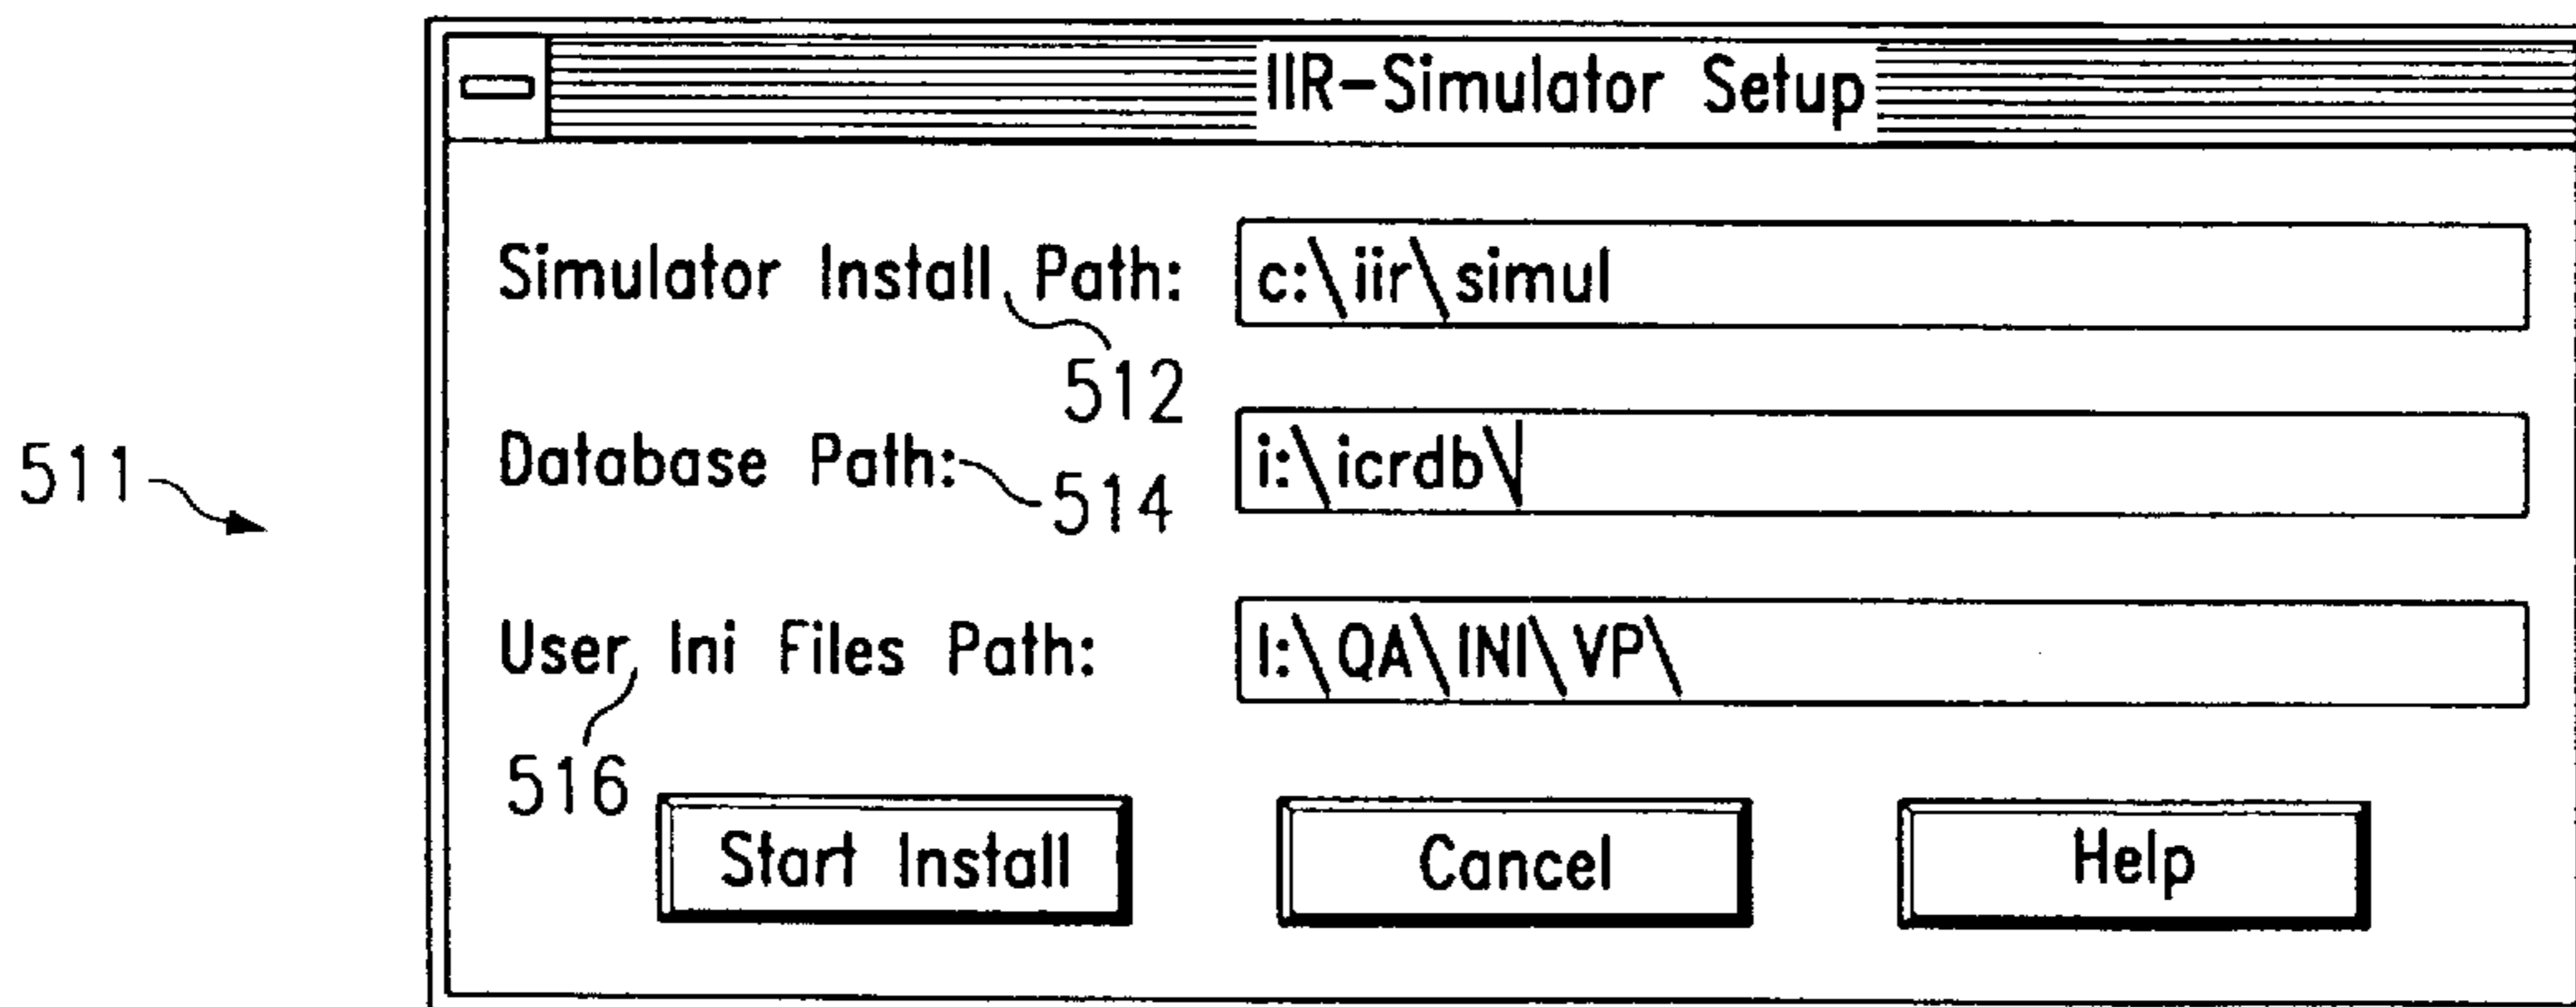 IIR-Simulator Setup
Simulator Install Path: c:\iir\simul
512
Database Path: i:\icrdb\
514
511
User Ini Files Path: I:\QA\INI\VP\
516
Start Install Cancel Help